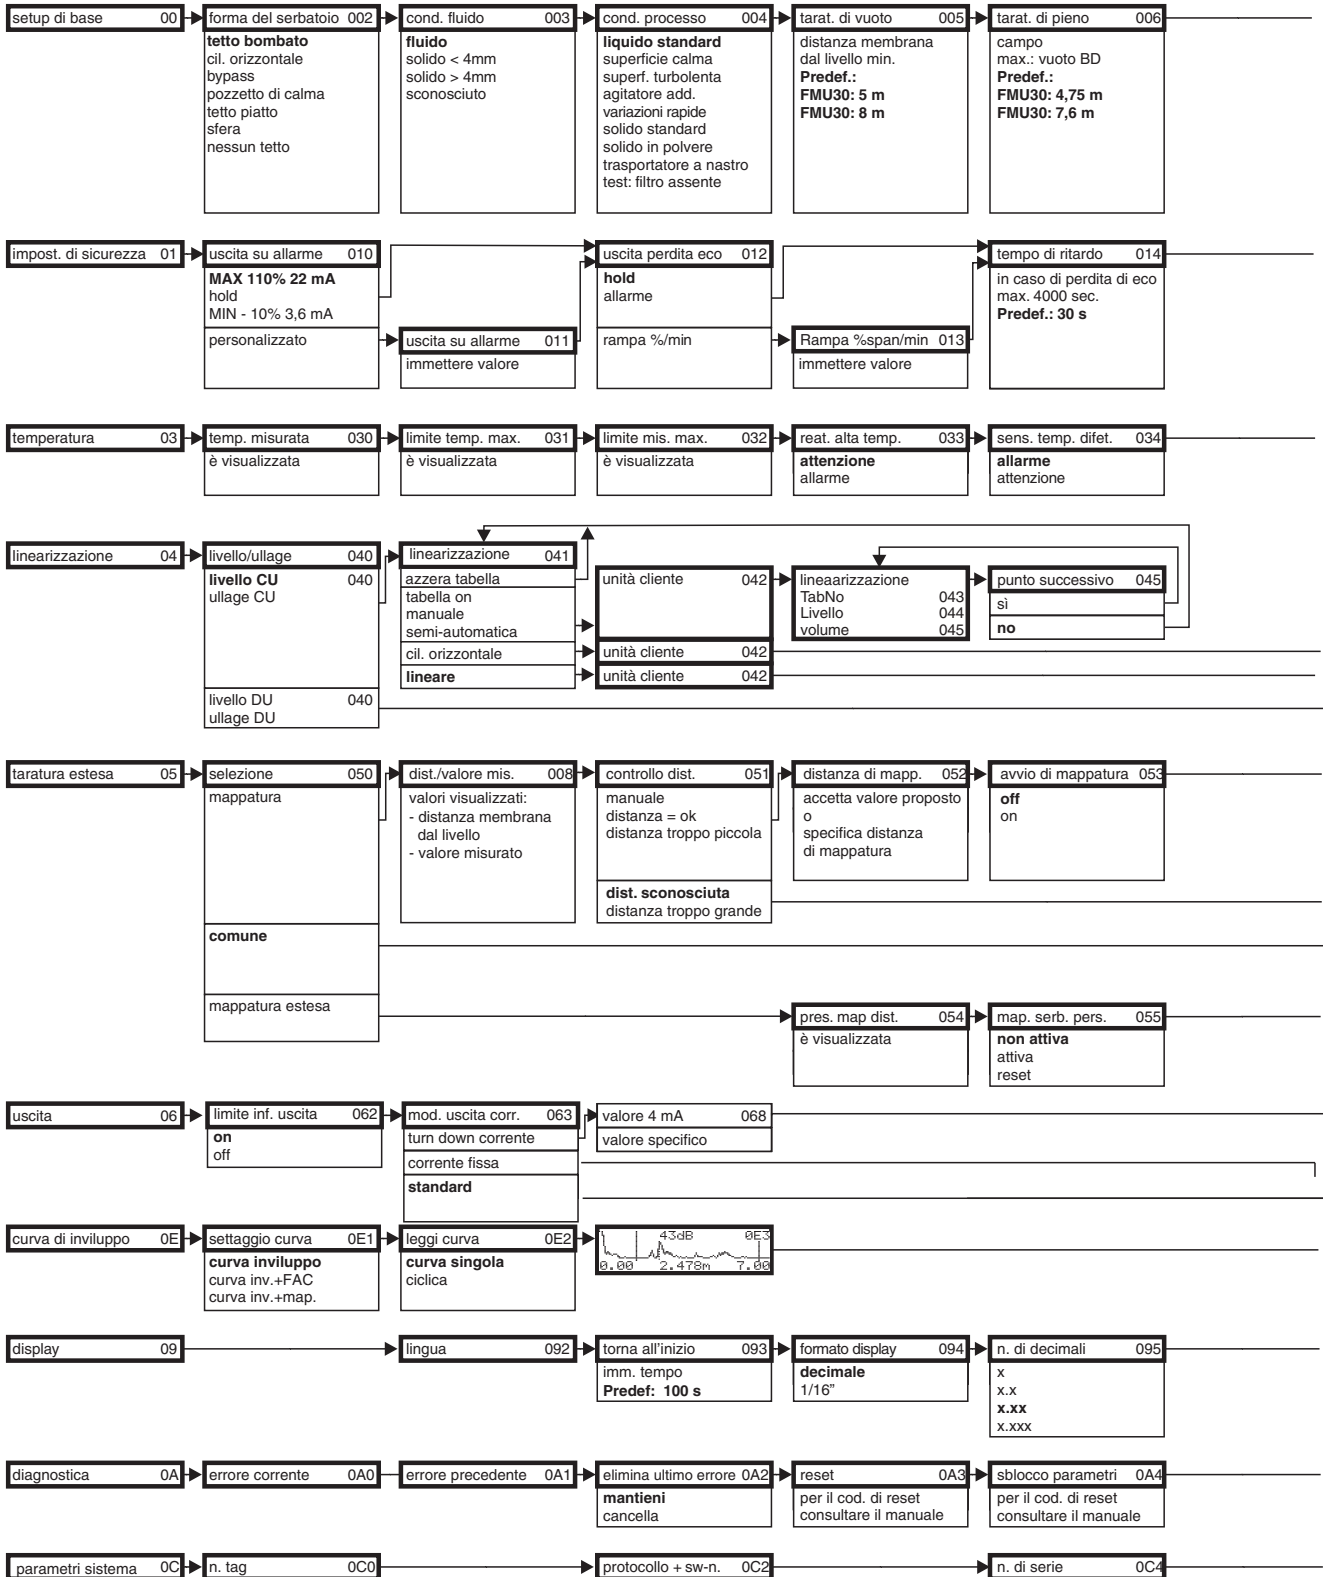 setup di base 00
forma del serbatoio 002
tetto bombato
cil. orizzontale
bypass
pozzetto di calma
tetto piatto
sfera
nessun tetto
cond. fluido 003
fluido
solido < 4mm
solido > 4mm
sconosciuto
cond. processo 004
liquido standard
superficie calma
superf. turbolenta
agitatore add.
variazioni rapide
solido standard
solido in polvere
trasportatore a nastro
test: filtro assente
tarat. di vuoto 005
distanza membrana
dal livello min.
Predef.:
FMU30: 5 m
FMU30: 8 m
tarat. di pieno 006
campo
max.: vuoto BD
Predef.:
FMU30: 4,75 m
FMU30: 7,6 m
impost. di sicurezza 01
uscita su allarme 010
MAX 110% 22 mA
hold
MIN - 10% 3,6 mA
personalizzato
uscita su allarme 011
immettere valore
uscita perdita eco 012
hold
allarme
rampa %/min
Rampa %span/min 013
immettere valore
tempo di ritardo 014
in caso di perdita di eco
max. 4000 sec.
Predef.: 30 s
temperatura 03
temp. misurata 030
è visualizzata
limite temp. max. 031
è visualizzata
limite mis. max. 032
è visualizzata
reat. alta temp. 033
attenzione
allarme
sens. temp. difet. 034
allarme
attenzione
linearizzazione 04
livello/ullage 040
livello CU 040
ullage CU
livello DU 040
ullage DU
linearizzazione 041
azzera tabella
tabella on
manuale
semi-automatica
cil. orizzontale
lineare
unità cliente 042
unità cliente 042
unità cliente 042
lineaarizzazione
TabNo 043
Livello 044
volume 045
punto successivo 045
sì
no
taratura estesa 05
selezione 050
mappatura
comune
mappatura estesa
dist./valore mis. 008
valori visualizzati:
- distanza membrana
dal livello
- valore misurato
controllo dist. 051
manuale
distanza = ok
distanza troppo piccola
dist. sconosciuta
distanza troppo grande
distanza di mapp. 052
accetta valore proposto
o
specifica distanza
di mappatura
avvio di mappatura 053
off
on
pres. map dist. 054
è visualizzata
map. serb. pers. 055
non attiva
attiva
reset
uscita 06
limite inf. uscita 062
on
off
mod. uscita corr. 063
turn down corrente
corrente fissa
standard
valore 4 mA 068
valore specifico
curva di inviluppo 0E
settaggio curva 0E1
curva inviluppo
curva inv.+FAC
curva inv.+map.
leggi curva 0E2
curva singola
ciclica
43dB 0E3
0.00 2.478m 7.00
display 09
lingua 092
torna all'inizio 093
imm. tempo
Predef: 100 s
formato display 094
decimale
1/16”
n. di decimali 095
x
x.x
x.xx
x.xxx
diagnostica 0A
errore corrente 0A0
errore precedente 0A1
elimina ultimo errore 0A2
mantieni
cancella
reset 0A3
per il cod. di reset
consultare il manuale
sblocco parametri 0A4
per il cod. di reset
consultare il manuale
parametri sistema 0C
n. tag 0C0
protocollo + sw-n. 0C2
n. di serie 0C4